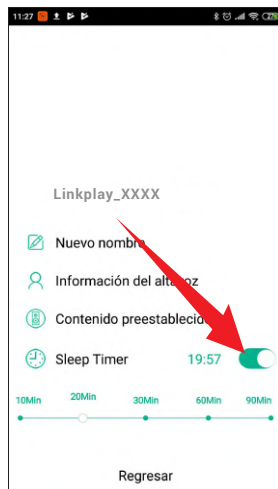 11:27
Linkplay_XXXX
Nuevo nombre
Información del altavoz
Contenido preestablecido
Sleep Timer 19:57
10Min 20Min 30Min 60Min 90Min
Regresar